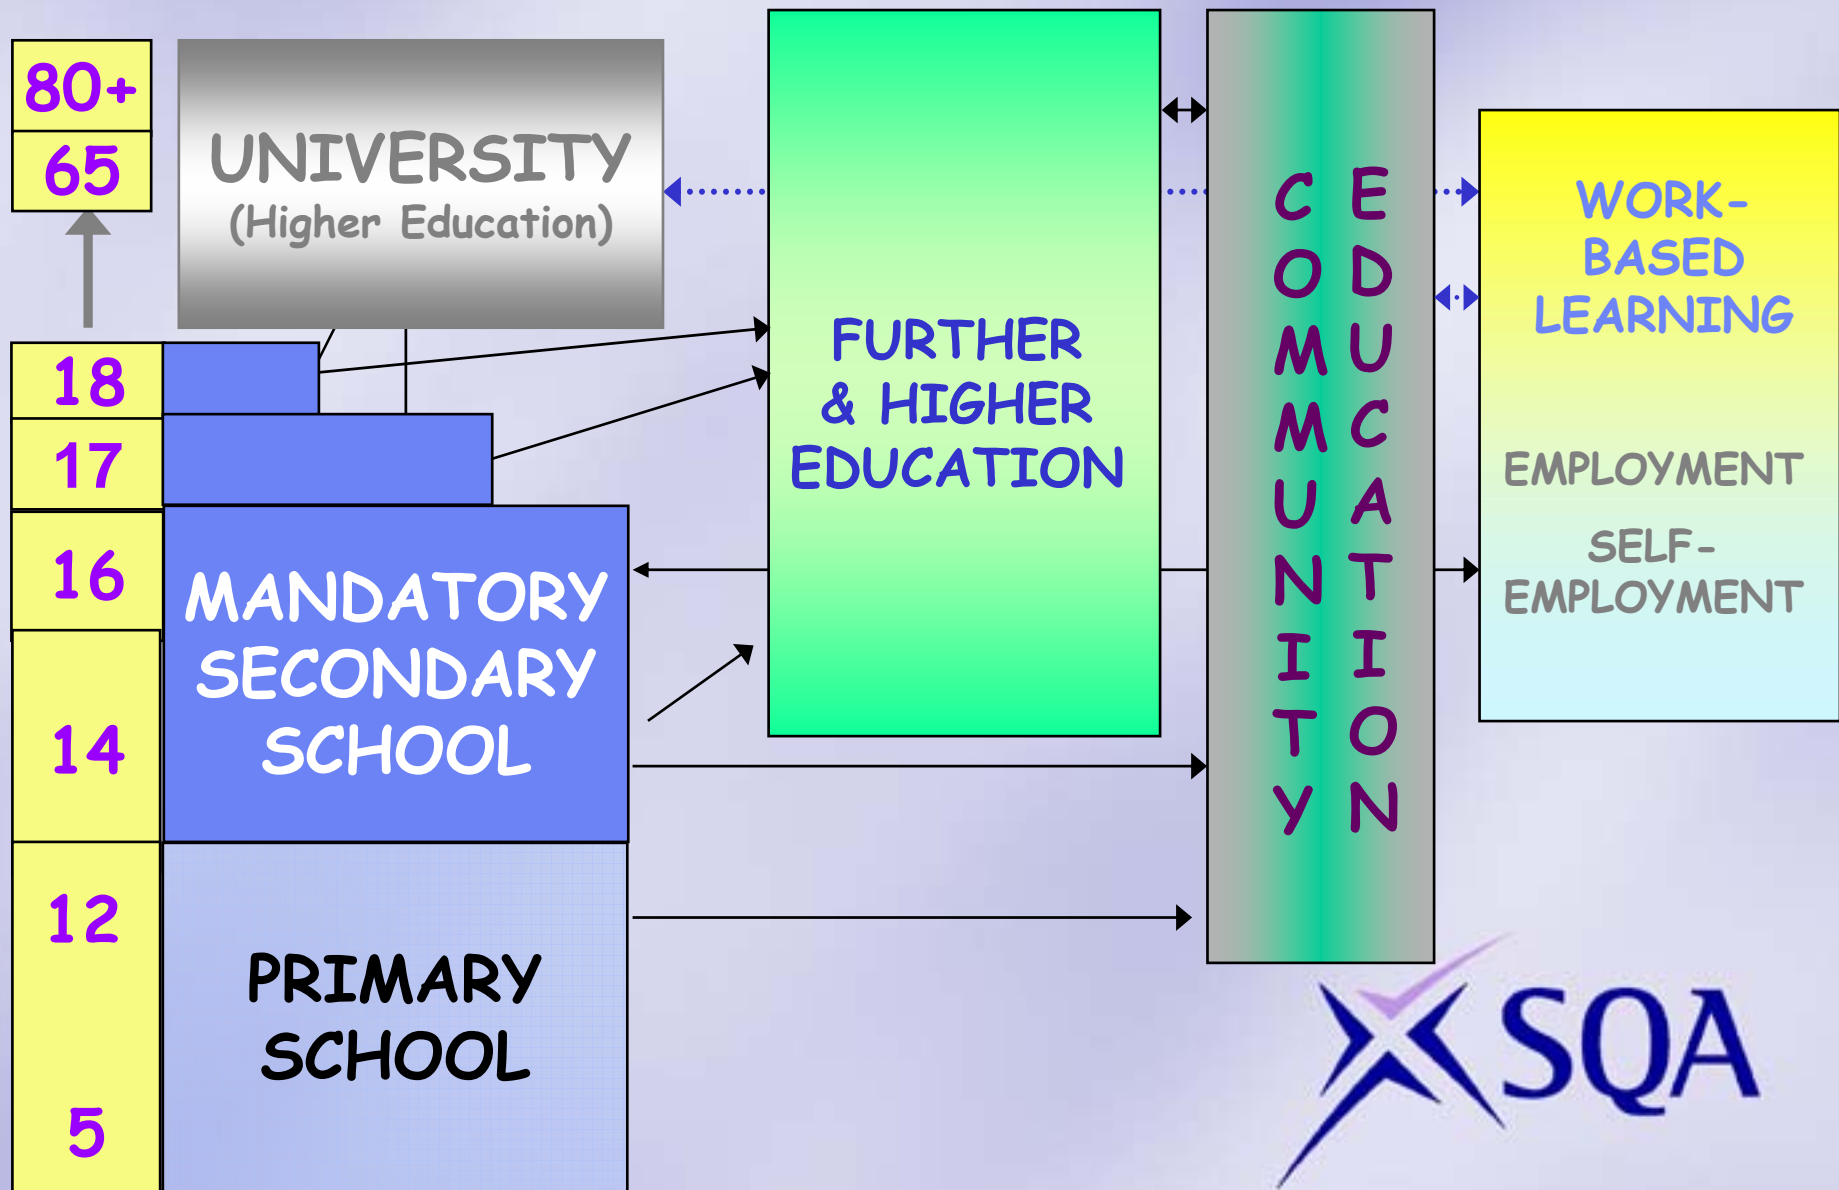 80+
65
18
17
16
14
12
5
UNIVERSITY
(Higher Education)
MANDATORY
SECONDARY
SCHOOL
PRIMARY
SCHOOL
FURTHER
& HIGHER
EDUCATION
COMMUNITY
EDUCATION
WORK-
BASED
LEARNING
EMPLOYMENT
SELF-
EMPLOYMENT
SQA